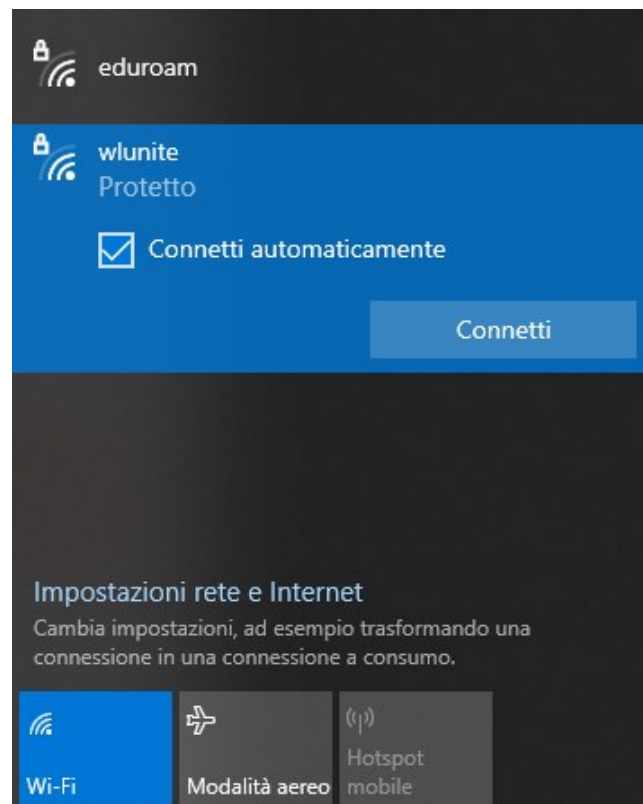 eduroam
wlunite
Protetto
Connetti automaticamente
Connetti
Impostazioni rete e Internet
Cambia impostazioni, ad esempio trasformando una
connessione in una connessione a consumo.
Wi-Fi
Modalità aereo
Hotspot
mobile